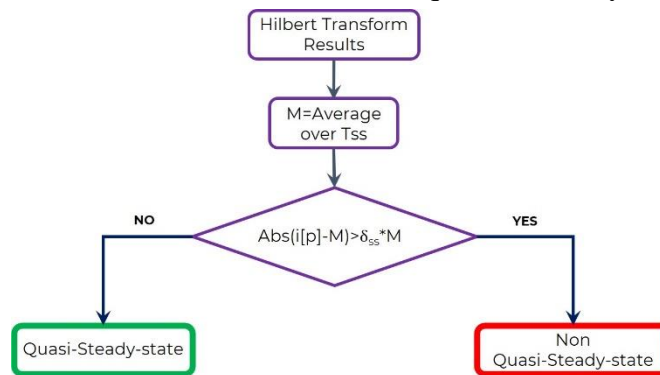 Hilbert Transform
Results
M=Average
over Tss
NO
YES
Abs(i[p]-M)>δss*M
Quasi-Steady-state
Non
Quasi-Steady-state